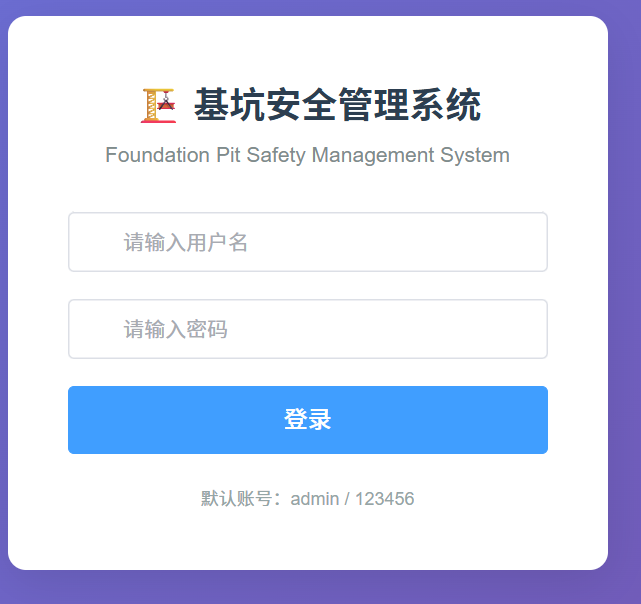 基坑安全管理系统
Foundation Pit Safety Management System
请输入用户名
请输入密码
登录
默认账号：admin / 123456